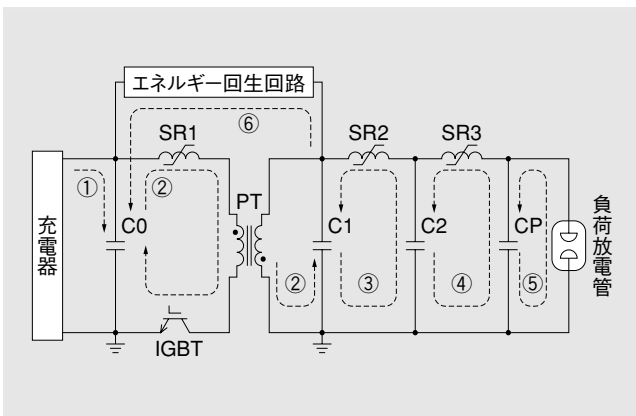 エネルギー回生回路
⑥
SR1
SR2
SR3
①
②
PT
充電器
C0
C1
C2
CP
負荷放電管
②
③
④
⑤
IGBT